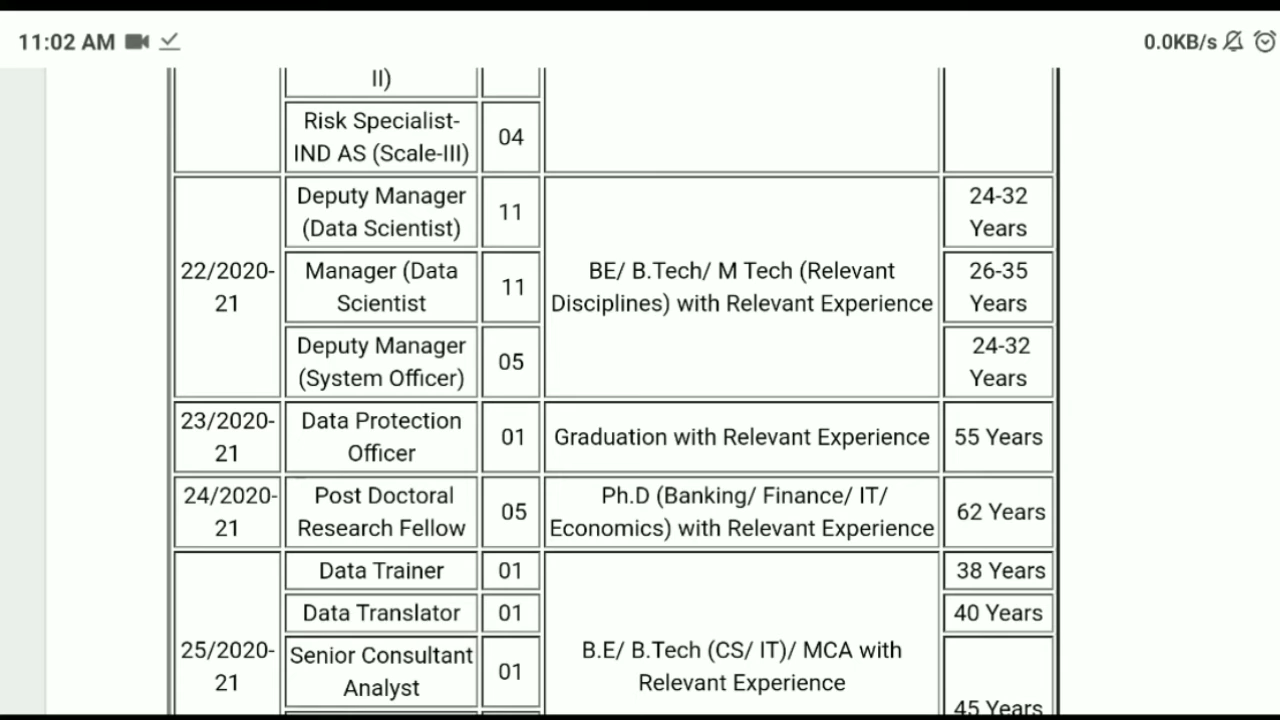 11:02 AM
0.0KB/s
II)
Risk Specialist-
IND AS (Scale-III)
04
22/2020-
21
Deputy Manager
(Data Scientist)
11
BE/ B.Tech/ M Tech (Relevant
Disciplines) with Relevant Experience
24-32
Years
Manager (Data
Scientist
11
26-35
Years
Deputy Manager
(System Officer)
05
24-32
Years
23/2020-
21
Data Protection
Officer
01
Graduation with Relevant Experience
55 Years
24/2020-
21
Post Doctoral
Research Fellow
05
Ph.D (Banking/ Finance/ IT/
Economics) with Relevant Experience
62 Years
25/2020-
21
Data Trainer
01
B.E/ B.Tech (CS/ IT)/ MCA with
Relevant Experience
38 Years
Data Translator
01
40 Years
Senior Consultant
Analyst
01
45 Years